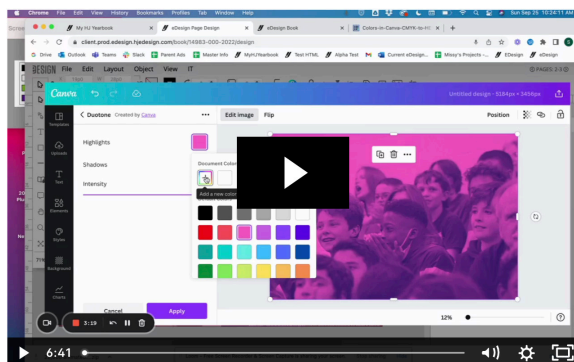 Chrome File Edit View History Bookmarks Profiles Tab Window Help
Sun Sep 25 10:24:11 AM
My HJ Yearbook
eDesign Page Design
eDesign Book
Colors-in-Canva-CMYK-to-H
client.prod.edesign.hjedesign.com/book/14983-000-2022/design
Drive Outlook Teams Slack Parent Ads Master Info MyHJYearbook Test HTML Alpha Test Current eDesign... Missy's Projects -... EDesign eDesign
DESIGN File Edit Layout Object View IT
PAGES 2-3
Canva
Untitled design - 5184px × 3456px
Templates
Uploads
Text
Elements
Styles
Background
Charts
Duotone Created by Canva
Edit image Flip
Position
Highlights
Shadows
Intensity
Document Colors
Add a new color
Cancel
Apply
12%
3:19
6:41